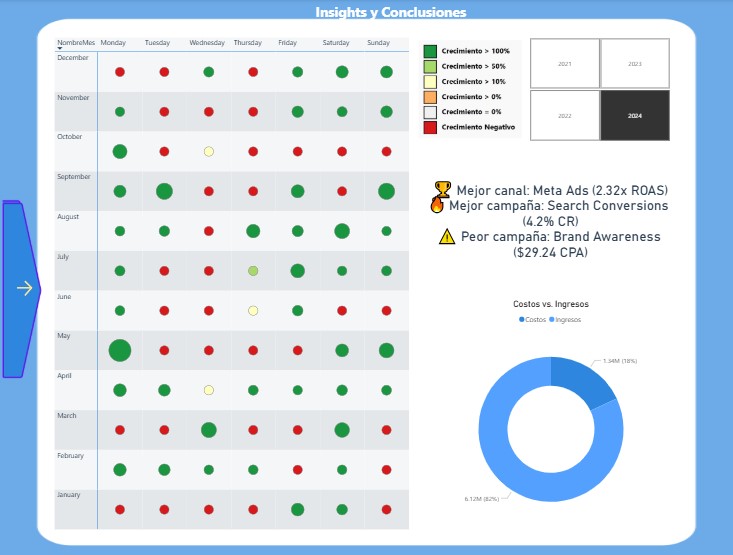 Insights y Conclusiones
NombreMes Monday Tuesday Wednesday Thursday Friday Saturday Sunday
December
November
October
September
August
July
June
May
April
March
February
January
Crecimiento > 100%
Crecimiento > 50%
Crecimiento > 10%
Crecimiento > 0%
Crecimiento = 0%
Crecimiento Negativo
2021 2023
2022 2024
🏆 Mejor canal: Meta Ads (2.32x ROAS)
🔥 Mejor campaña: Search Conversions
(4.2% CR)
⚠️ Peor campaña: Brand Awareness
($29.24 CPA)
Costos vs. Ingresos
Costos Ingresos
1.34M (18%)
6.12M (82%)